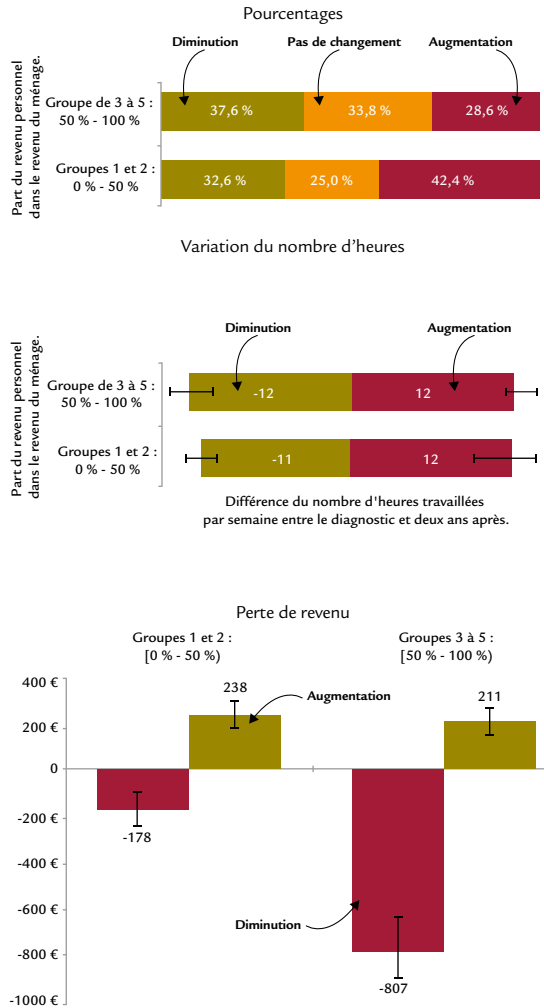 Pourcentages
Diminution
Pas de changement
Augmentation
Part du revenu personnel
dans le revenu du ménage.
Groupe de 3 à 5 :
50 % - 100 %
37,6 %
33,8 %
28,6 %
Groupes 1 et 2 :
0 % - 50 %
32,6 %
25,0 %
42,4 %
Variation du nombre d’heures
Diminution
Augmentation
Part du revenu personnel
dans le revenu du ménage.
Groupe de 3 à 5 :
50 % - 100 %
-12
12
Groupes 1 et 2 :
0 % - 50 %
-11
12
Différence du nombre d'heures travaillées
par semaine entre le diagnostic et deux ans après.
Perte de revenu
Groupes 1 et 2 :
[0 % - 50 %)
Groupes 3 à 5 :
[50 % - 100 %)
400 €
200 €
0
-200 €
-400 €
-600 €
-800 €
-1000 €
238
Augmentation
211
-178
Diminution
-807